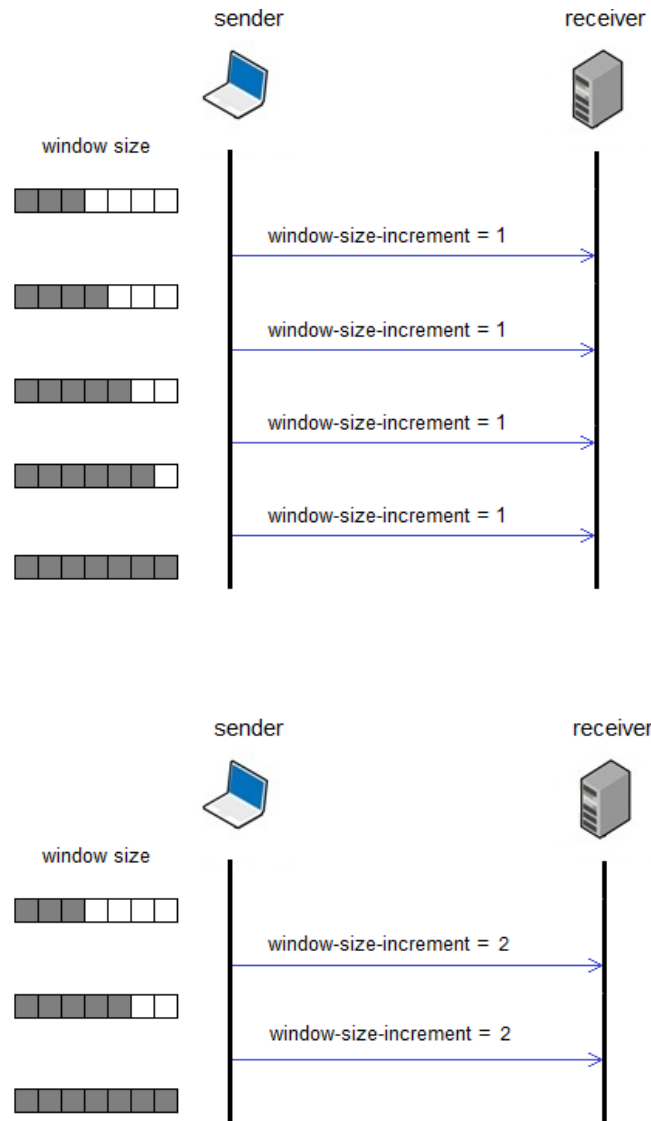 sender
receiver
window size
window-size-increment = 1
window-size-increment = 1
window-size-increment = 1
window-size-increment = 1
sender
receiver
window size
window-size-increment = 2
window-size-increment = 2